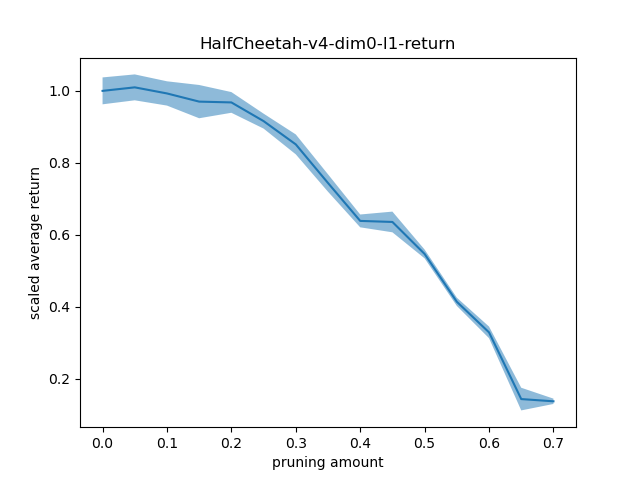 HalfCheetah-v4-dim0-l1-return
1.0
0.8
0.6
0.4
0.2
scaled average return
0.0 0.1 0.2 0.3 0.4 0.5 0.6 0.7
pruning amount